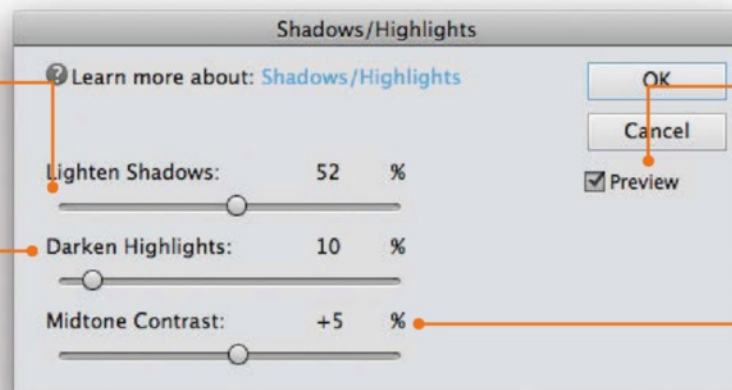 Shadows/Highlights
Learn more about: Shadows/Highlights
OK
Cancel
Preview
Lighten Shadows: 52 %
Darken Highlights: 10 %
Midtone Contrast: +5 %